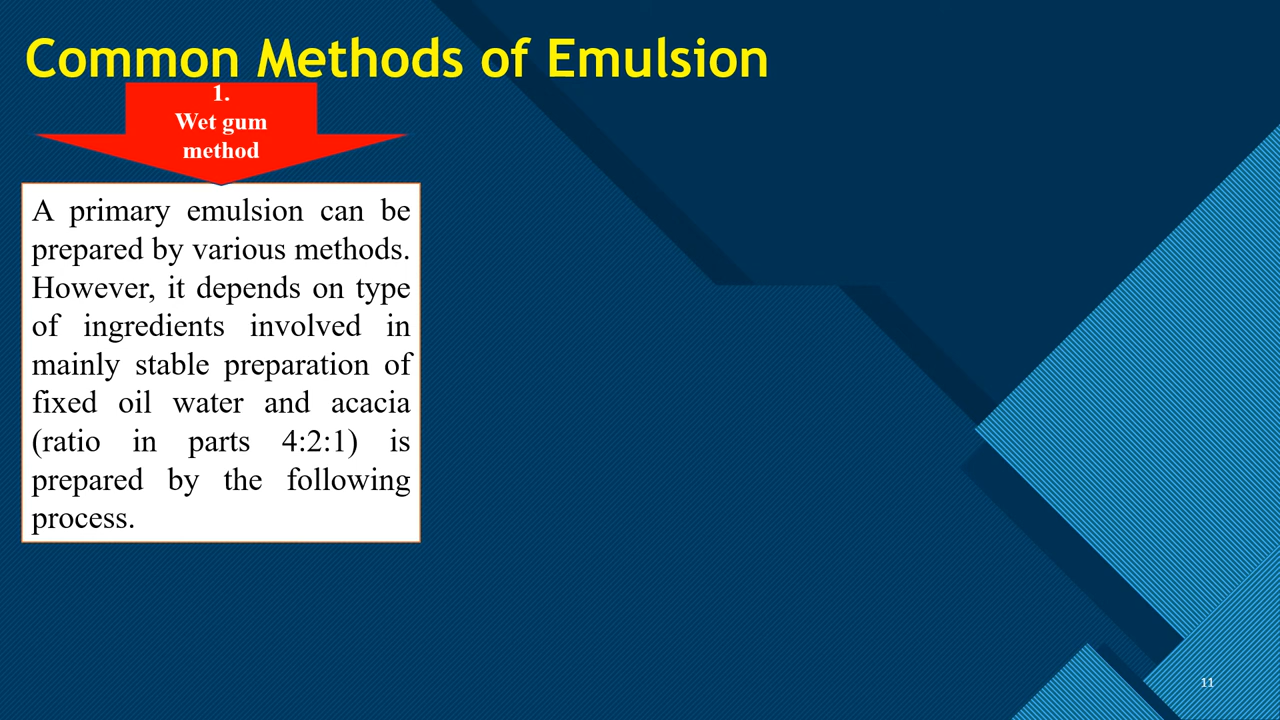 Common Methods of Emulsion
1.
Wet gum
method
A primary emulsion can be
prepared by various methods.
However, it depends on type
of ingredients involved in
mainly stable preparation of
fixed oil water and acacia
(ratio in parts 4:2:1) is
prepared by the following
process.
11